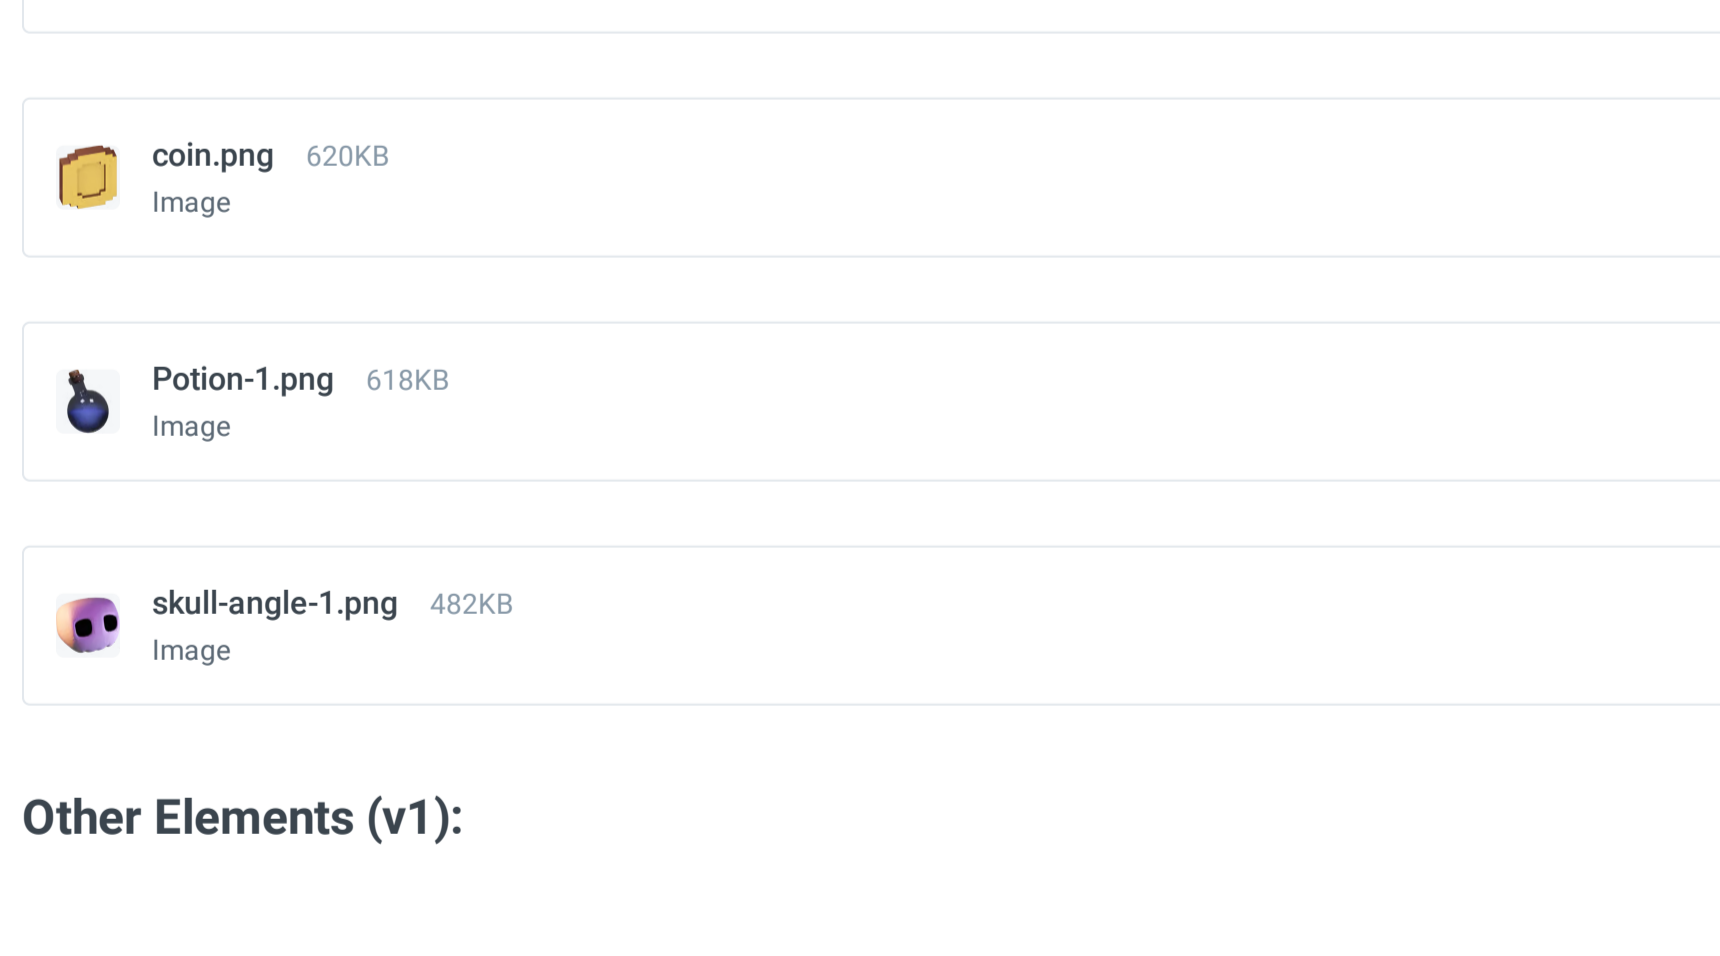 coin.png 620KB
Image
Potion-1.png 618KB
Image
skull-angle-1.png 482KB
Image
Other Elements (v1):